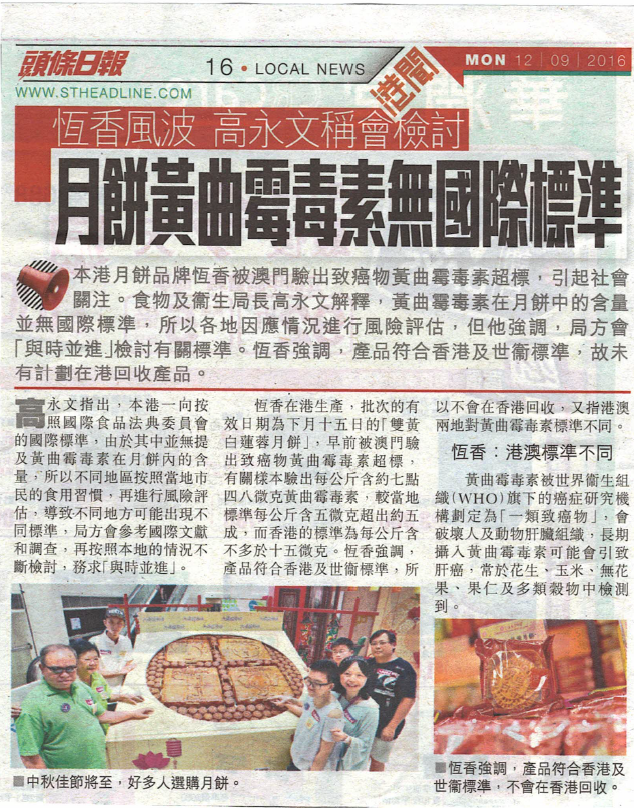 頭條日報
16 • LOCAL NEWS
港聞
MON 12 | 09 | 2016
WWW.STHEADLINE.COM
恆香風波 高永文稱會檢討
月餅黃曲霉毒素無國際標準
本港月餅品牌恆香被澳門驗出致癌物黃曲霉毒素超標，引起社會
關注。食物及衞生局長高永文解釋，黃曲霉毒素在月餅中的含量
並無國際標準，所以各地因應情況進行風險評估，但他強調，局方會
「與時並進」檢討有關標準。恆香強調，產品符合香港及世衞標準，故未
有計劃在港回收產品。
高永文指出，本港一向按
照國際食品法典委員會
的國際標準，由於其中並無提
及黃曲霉毒素在月餅內的含
量，所以不同地區按照當地市
民的食用習慣，再進行風險評
估，導致不同地方可能出現不
同標準，局方會參考國際文獻
和調查，再按照本地的情況不
斷檢討，務求「與時並進」。
恆香在港生產，批次的有
效日期為下月十五日的「雙黃
白蓮蓉月餅」，早前被澳門驗
出致癌物黃曲霉毒素超標，
有關樣本驗出每公斤含約七點
四八微克黃曲霉毒素，較當地
標準每公斤含五微克超出約五
成，而香港的標準為每公斤含
不多於十五微克。恆香強調，
產品符合香港及世衞標準，所
以不會在香港回收，又指港澳
兩地對黃曲霉毒素標準不同。
恆香：港澳標準不同
黃曲霉毒素被世界衞生組
織(WHO)旗下的癌症研究機
構劃定為「一類致癌物」，會
破壞人及動物肝臟組織，長期
攝入黃曲霉毒素可能會引致
肝癌，常於花生、玉米、無花
果、果仁及多類穀物中檢測
到。
■中秋佳節將至，好多人選購月餅。
■恆香強調，產品符合香港及
世衞標準，不會在香港回收。